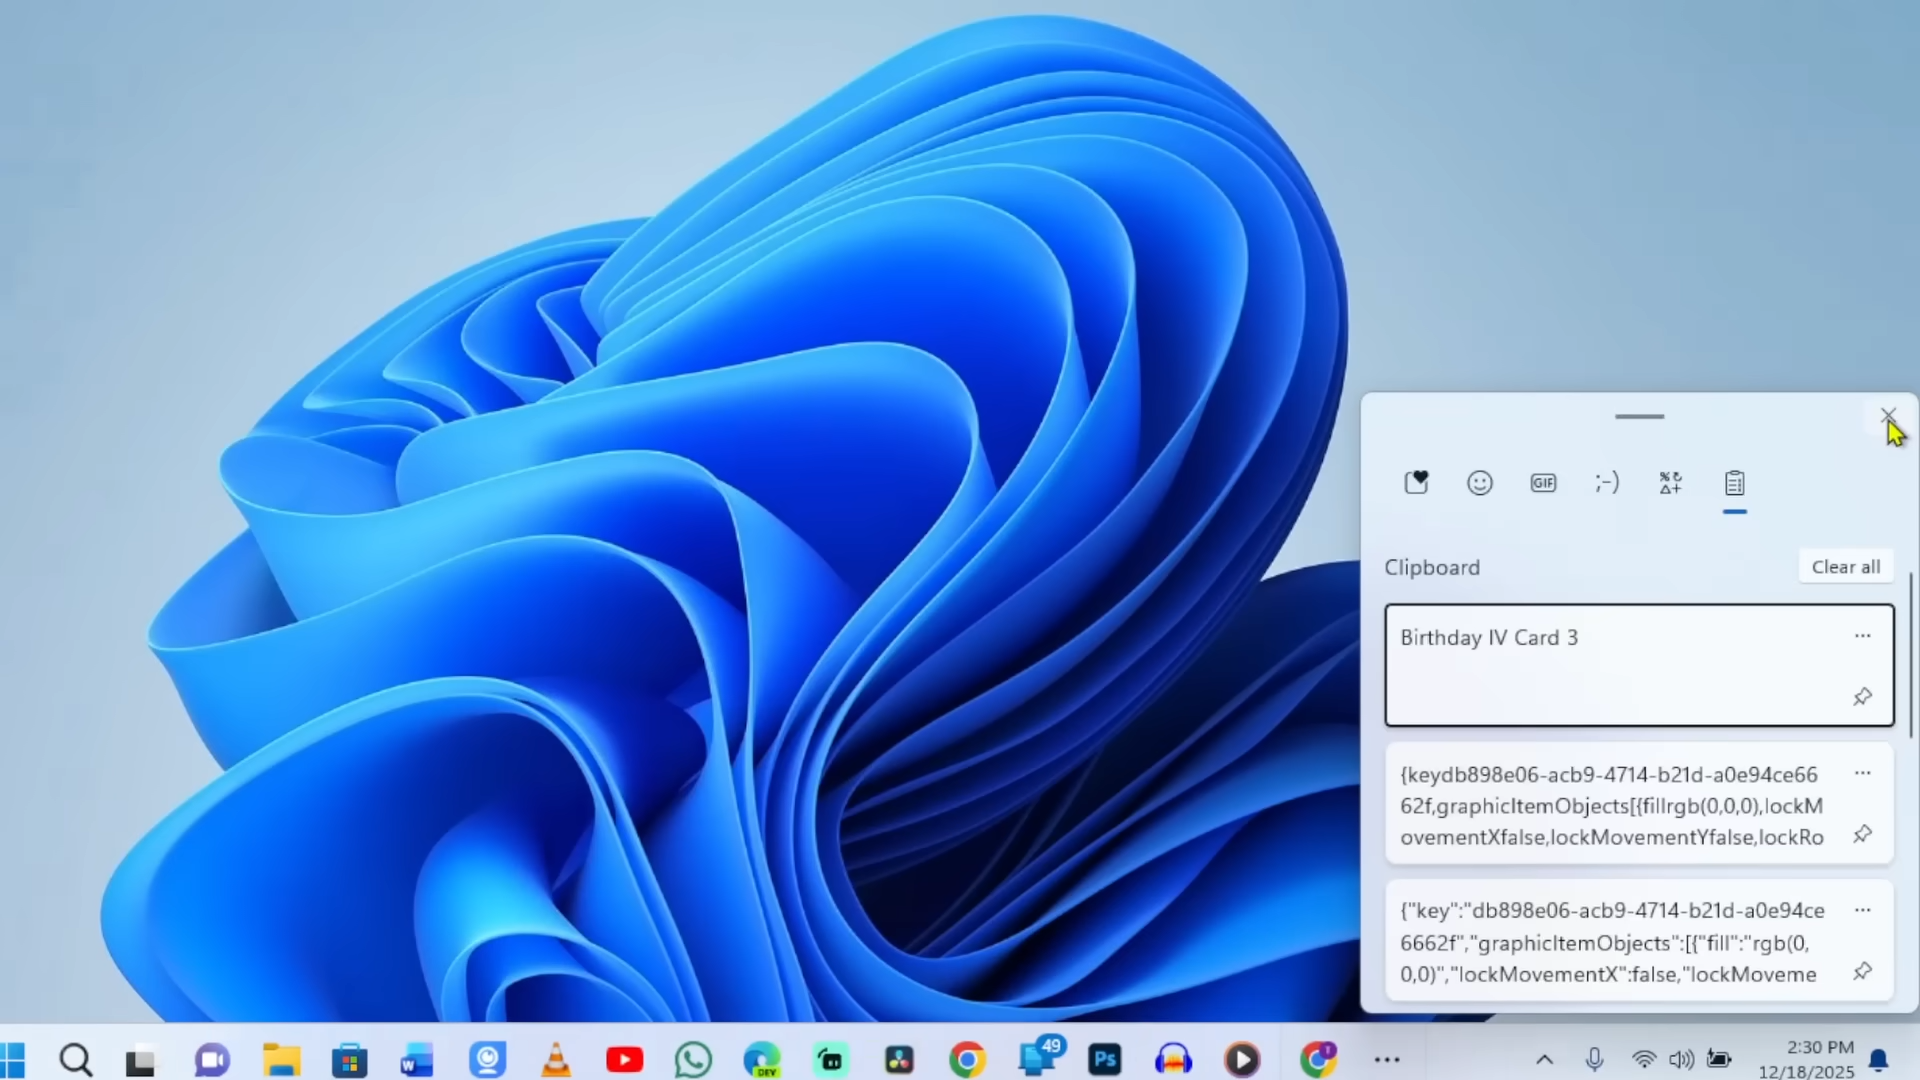 GIF
;-)
Clipboard
Clear all
Birthday IV Card 3
{keydb898e06-acb9-4714-b21d-a0e94ce66
62f,graphicItemObjects[{fillrgb(0,0,0),lockM
ovementXfalse,lockMovementYfalse,lockRo
{"key":"db898e06-acb9-4714-b21d-a0e94ce
6662f","graphicItemObjects":[{"fill":"rgb(0,
0,0)","lockMovementX":false,"lockMoveme
W
DEV
49
Ps
T
2:30 PM
12/18/2025